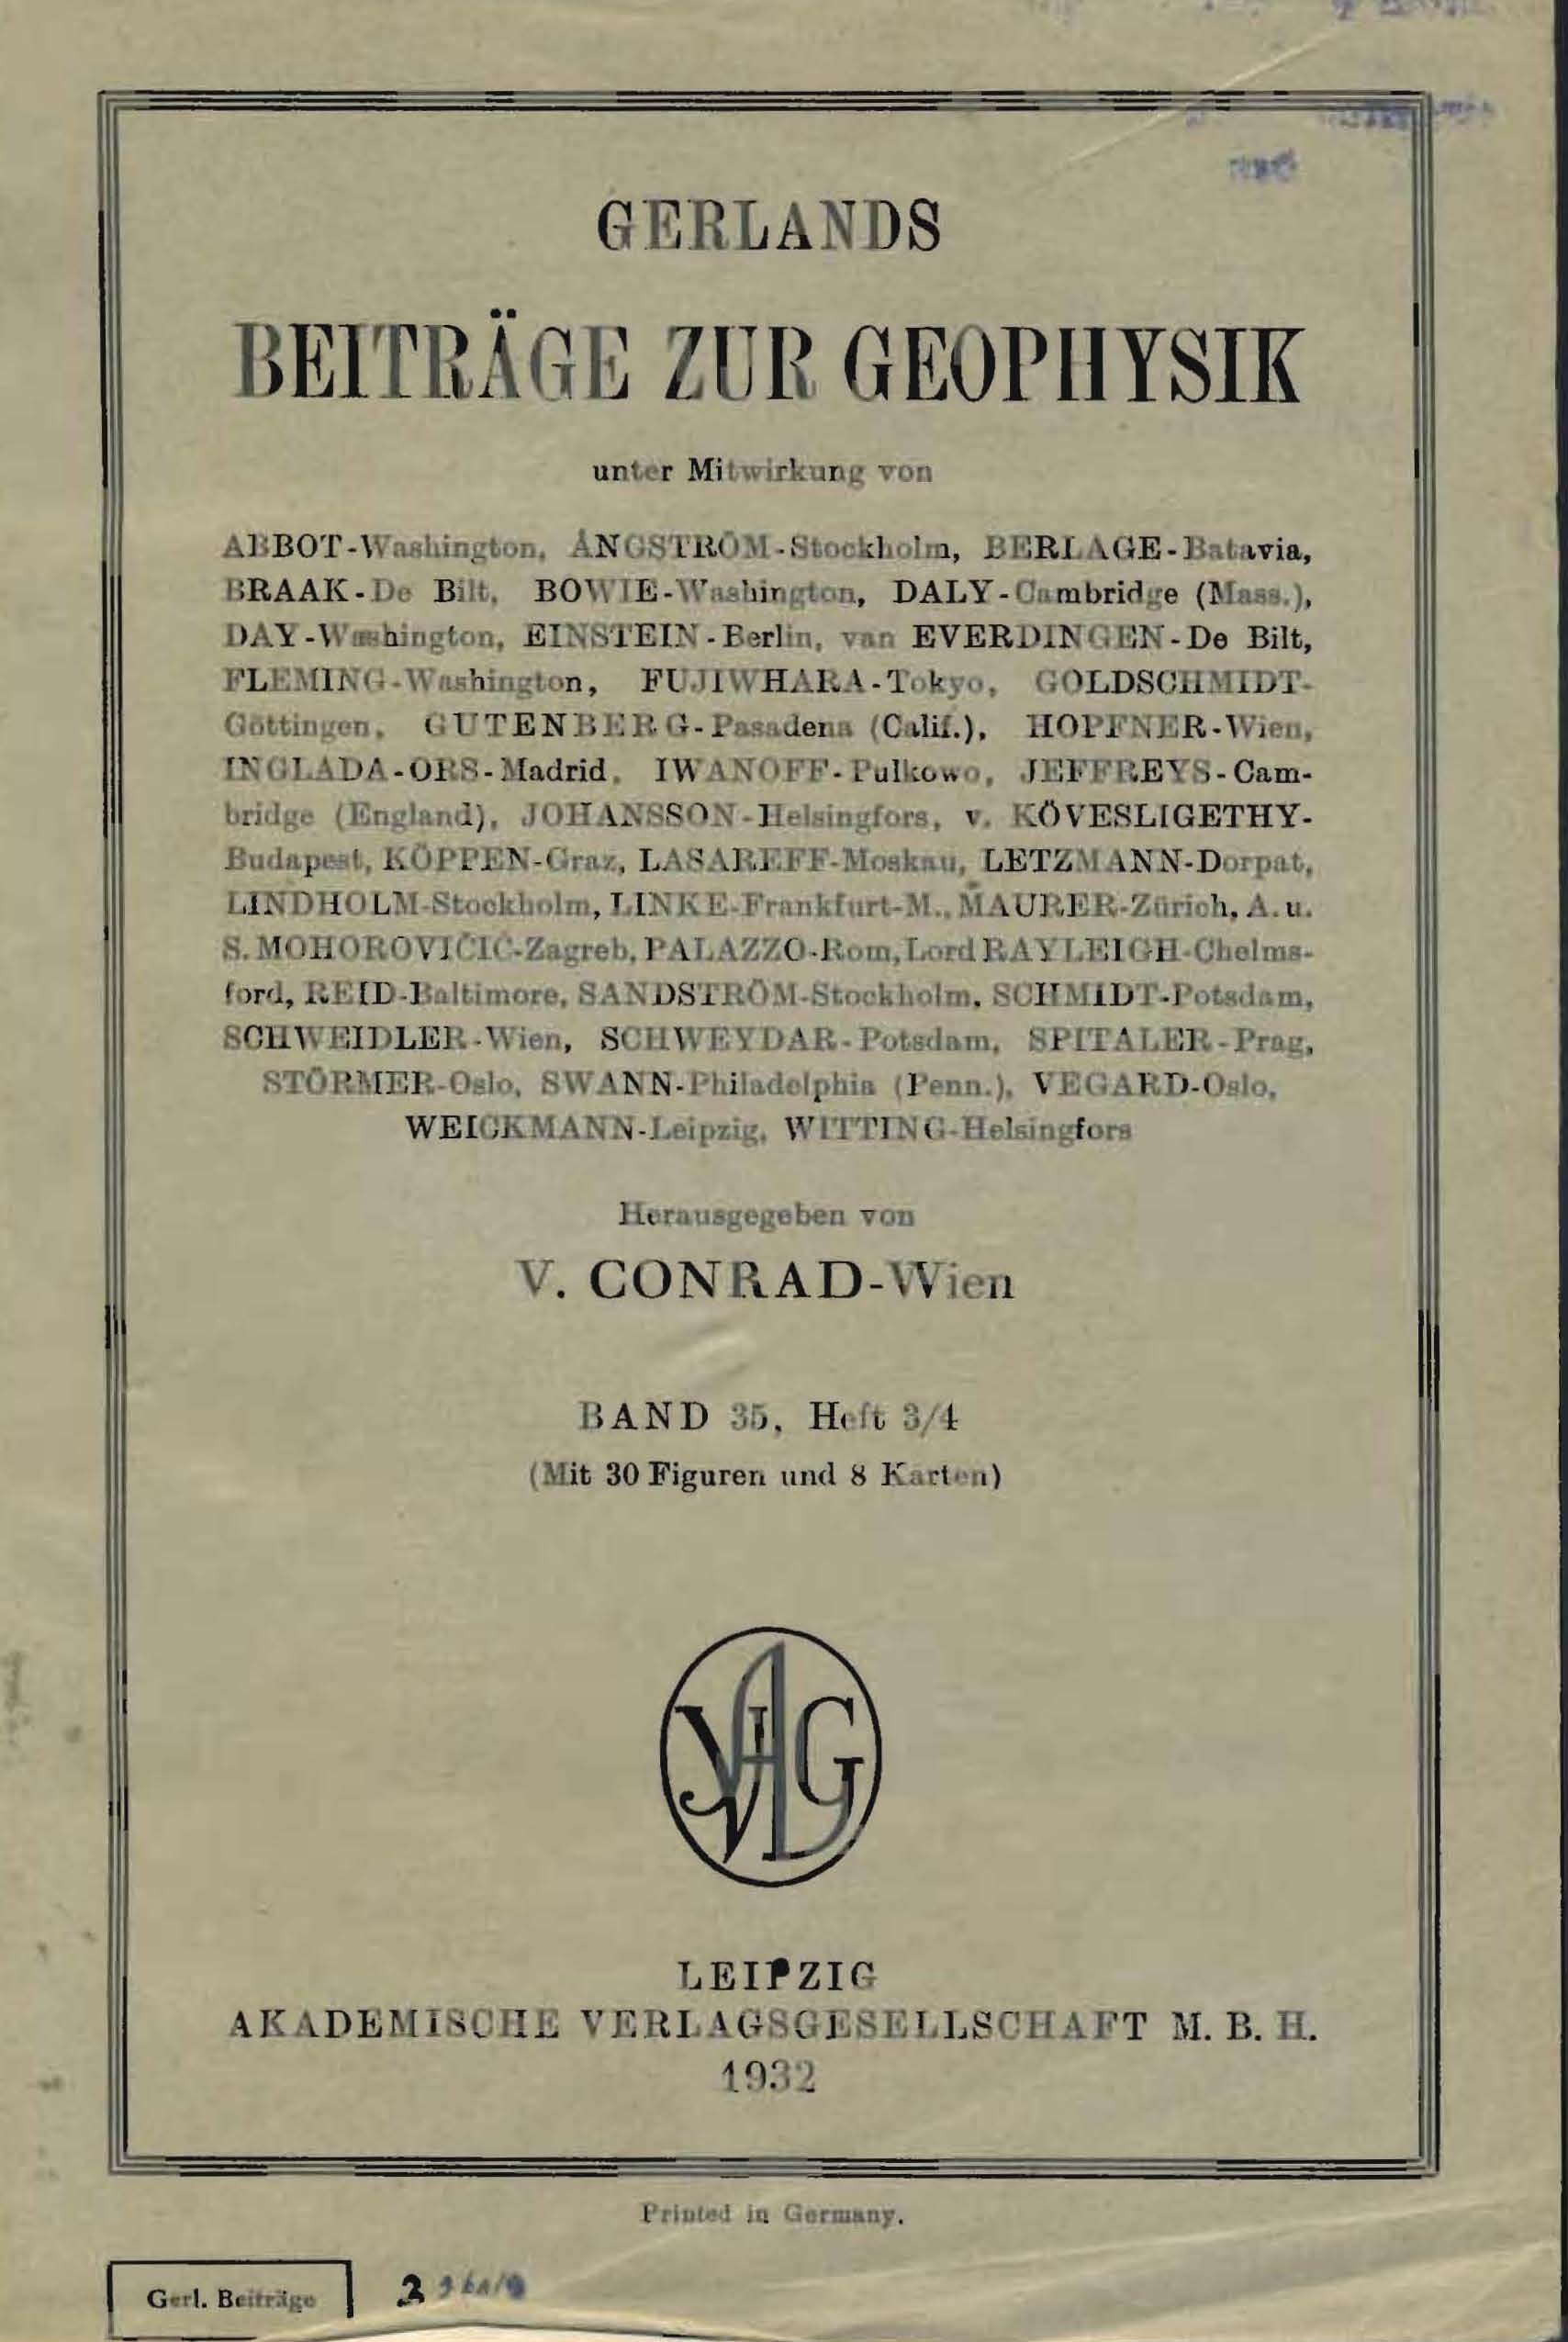 GERLANDS
BEITRÄGE ZUR GEOPHYSIK
unter Mitwirkung von
ABBOT-Washington, ÅNGSTRÖM-Stockholm, BERLAGE-Batavia,
BRAAK-De Bilt, BOWIE-Washington, DALY-Cambridge (Mass.),
DAY-Washington, EINSTEIN-Berlin, van EVERDINGEN-De Bilt,
FLEMING-Washington, FUJIWHARA-Tokyo, GOLDSCHMIDT-
Göttingen, GUTENBERG-Pasadena (Calif.), HOPFNER-Wien,
INGLADA-ORS-Madrid, IWANOFF-Pulkowo, JEFFREYS-Cam-
bridge (England), JOHANSSON-Helsingfors, v. KÖVESLIGETHY-
Budapest, KÖPPEN-Graz, LASAREFF-Moskau, LETZMANN-Dorpat,
LINDHOLM-Stockholm, LINKE-Frankfurt-M., MAURER-Zürich, A. u.
S. MOHOROVIČIĆ-Zagreb, PALAZZO-Rom, Lord RAYLEIGH-Chelms-
ford, REID-Baltimore, SANDSTRÖM-Stockholm, SCHMIDT-Potsdam,
SCHWEIDLER-Wien, SCHWEYDAR-Potsdam, SPITALER-Prag,
STÖRMER-Oslo, SWANN-Philadelphia (Penn.), VEGARD-Oslo,
WEICKMANN-Leipzig, WITTING-Helsingfors
Herausgegeben von
V. CONRAD-Wien
BAND 35, Heft 3/4
(Mit 30 Figuren und 8 Karten)
VAG
LEIPZIG
AKADEMISCHE VERLAGSGESELLSCHAFT M. B. H.
1932
Printed in Germany.
Gerl. Beiträge